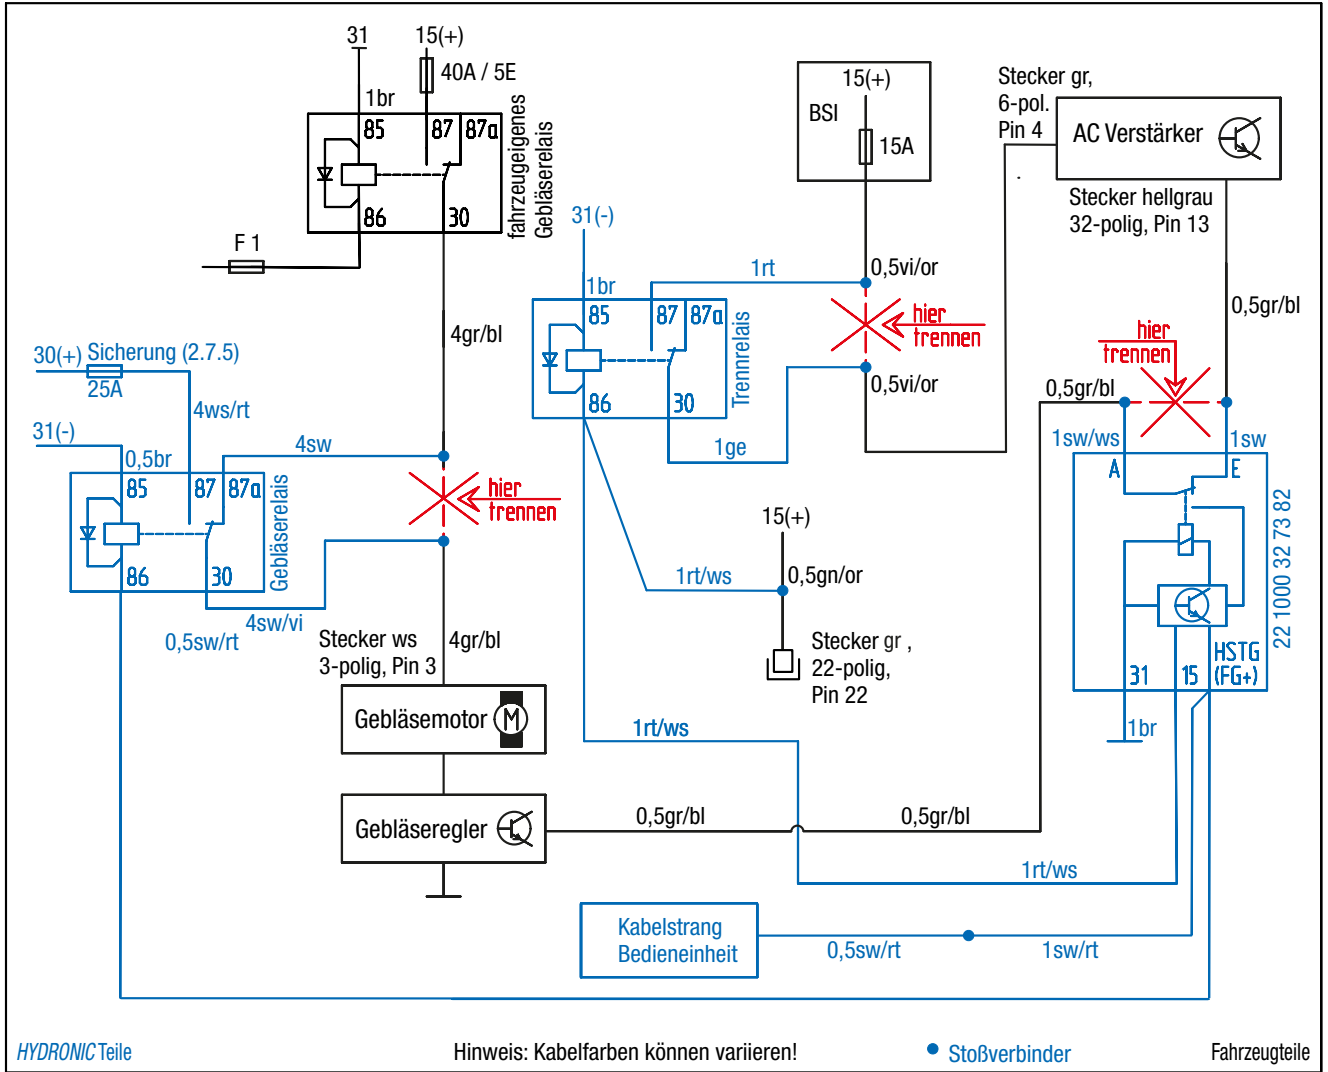 31
15(+)
40A / 5E
1br
85
87
87a
86
30
fahrzeugeigenes
Gebläserelais
F 1
15(+)
BSI
15A
Stecker gr,
6-pol.
Pin 4
AC Verstärker
Stecker hellgrau
32-polig, Pin 13
31(-)
1br
85
87
87a
86
30
Trennrelais
1rt
0,5vi/or
hier
trennen
0,5vi/or
1ge
0,5gr/bl
hier
trennen
0,5gr/bl
4gr/bl
30(+)
Sicherung (2.7.5)
25A
4ws/rt
31(-)
0,5br
4sw
85
87
87a
86
30
Gebläserelais
hier
trennen
4sw/vi
0,5sw/rt
1sw/ws
1sw
A
E
22 1000 32 73 82
HSTG
(FG+)
31
15
1br
15(+)
1rt/ws
0,5gn/or
Stecker gr ,
22-polig,
Pin 22
Stecker ws
3-polig, Pin 3
4gr/bl
Gebläsemotor
M
1rt/ws
Gebläseregler
0,5gr/bl
0,5gr/bl
1rt/ws
Kabelstrang
Bedieneinheit
0,5sw/rt
1sw/rt
HYDRONIC Teile
Hinweis: Kabelfarben können variieren!
Stoßverbinder
Fahrzeugteile